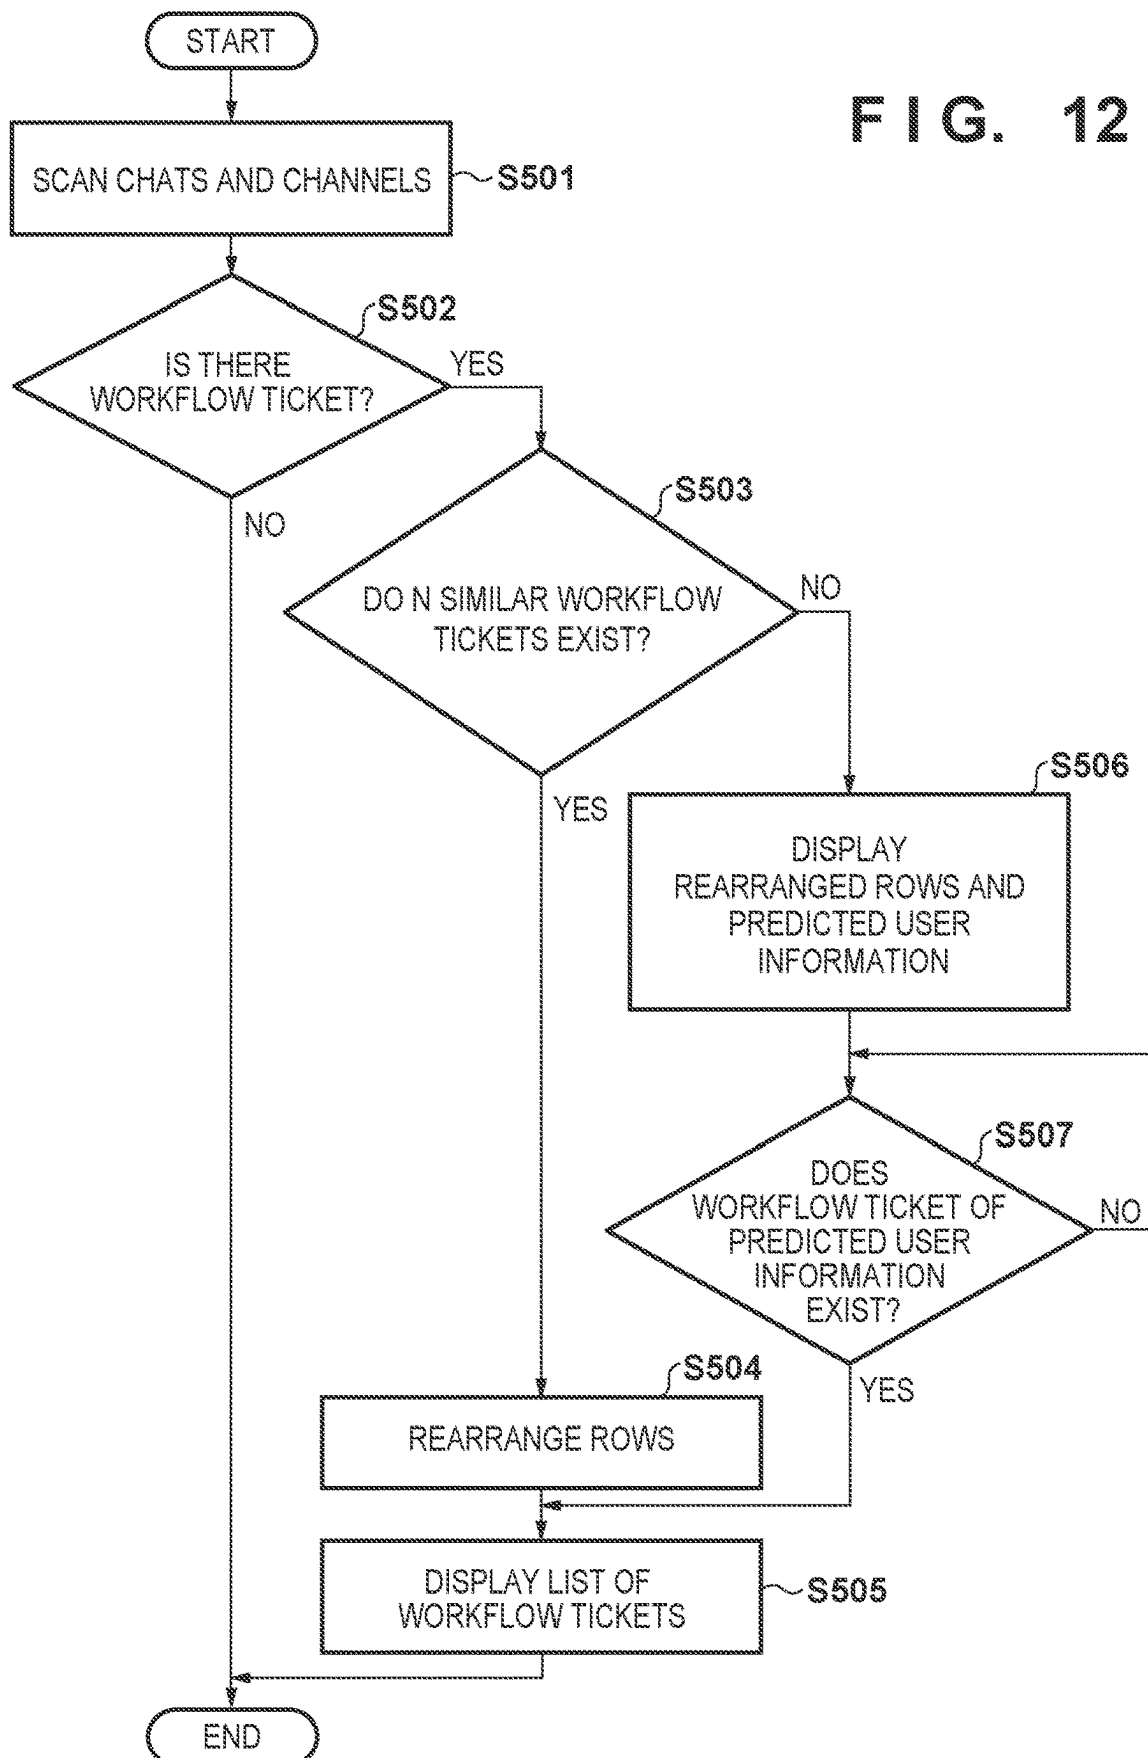 START
FIG. 12
SCAN CHATS AND CHANNELS
S501
S502
IS THERE
WORKFLOW TICKET?
YES
NO
S503
DO N SIMILAR WORKFLOW
TICKETS EXIST?
NO
YES
S506
DISPLAY
REARRANGED ROWS AND
PREDICTED USER
INFORMATION
S507
DOES
WORKFLOW TICKET OF
PREDICTED USER
INFORMATION
EXIST?
NO
YES
S504
REARRANGE ROWS
DISPLAY LIST OF
WORKFLOW TICKETS
S505
END